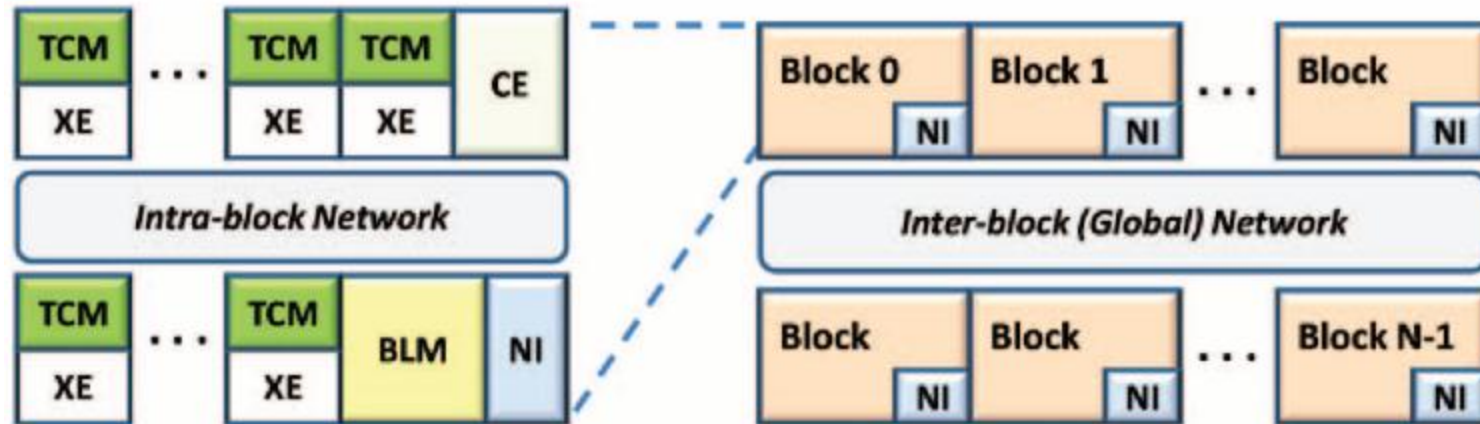 TCM ... TCM TCM CE
XE XE XE
Intra-block Network
TCM ... TCM BLM NI
XE XE
Block 0 Block 1 ... Block
NI NI NI
Inter-block (Global) Network
Block Block ... Block N-1
NI NI NI